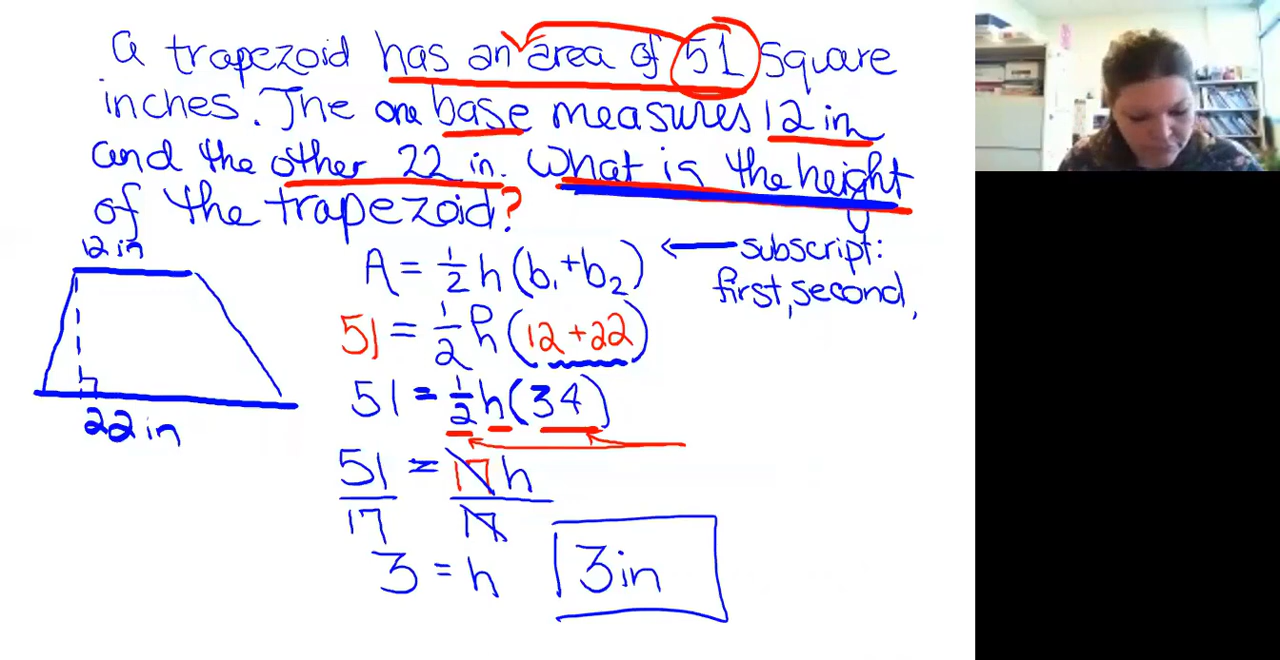 a trapezoid has an area of 51 square
inches. The one base measures 12 in
and the other 22 in. What is the height
of the trapezoid?
12 in
22 in
A = 1/2 h (b₁ + b₂)
← subscript:
first, second,
51 = 1/2 h (12 + 22)
51 = 1/2 h (34)
51 = 17 h
17 17
3 = h
3 in